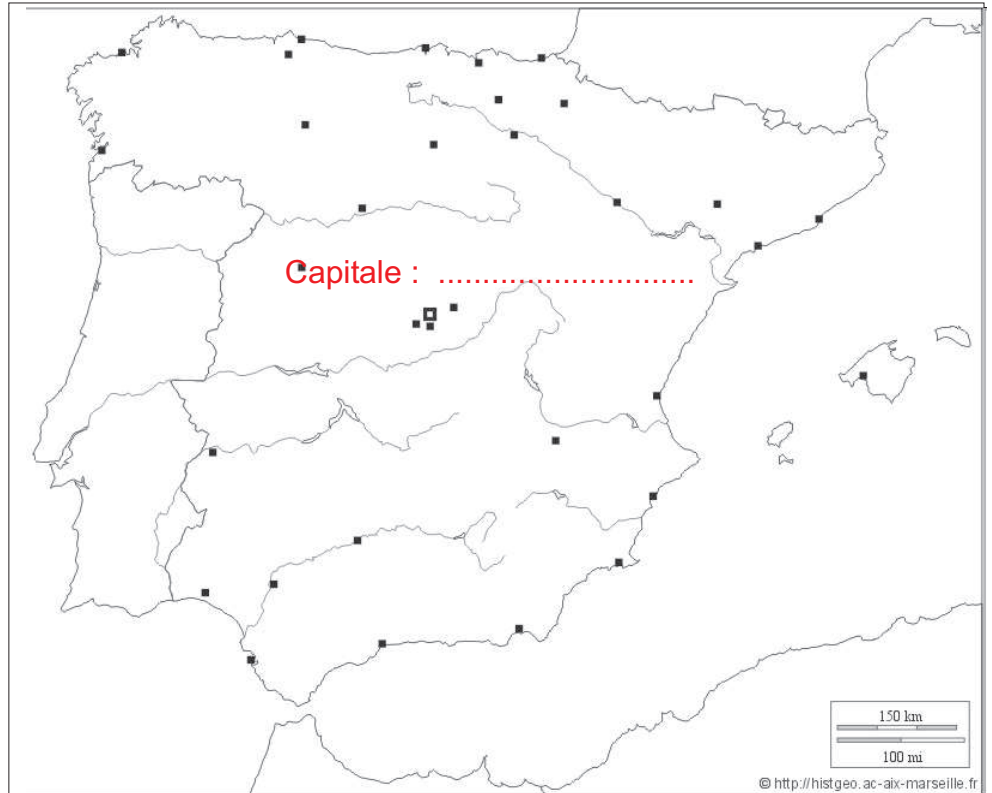 Capitale : .............................
150 km
100 mi
© http://histgeo.ac-aix-marseille.fr